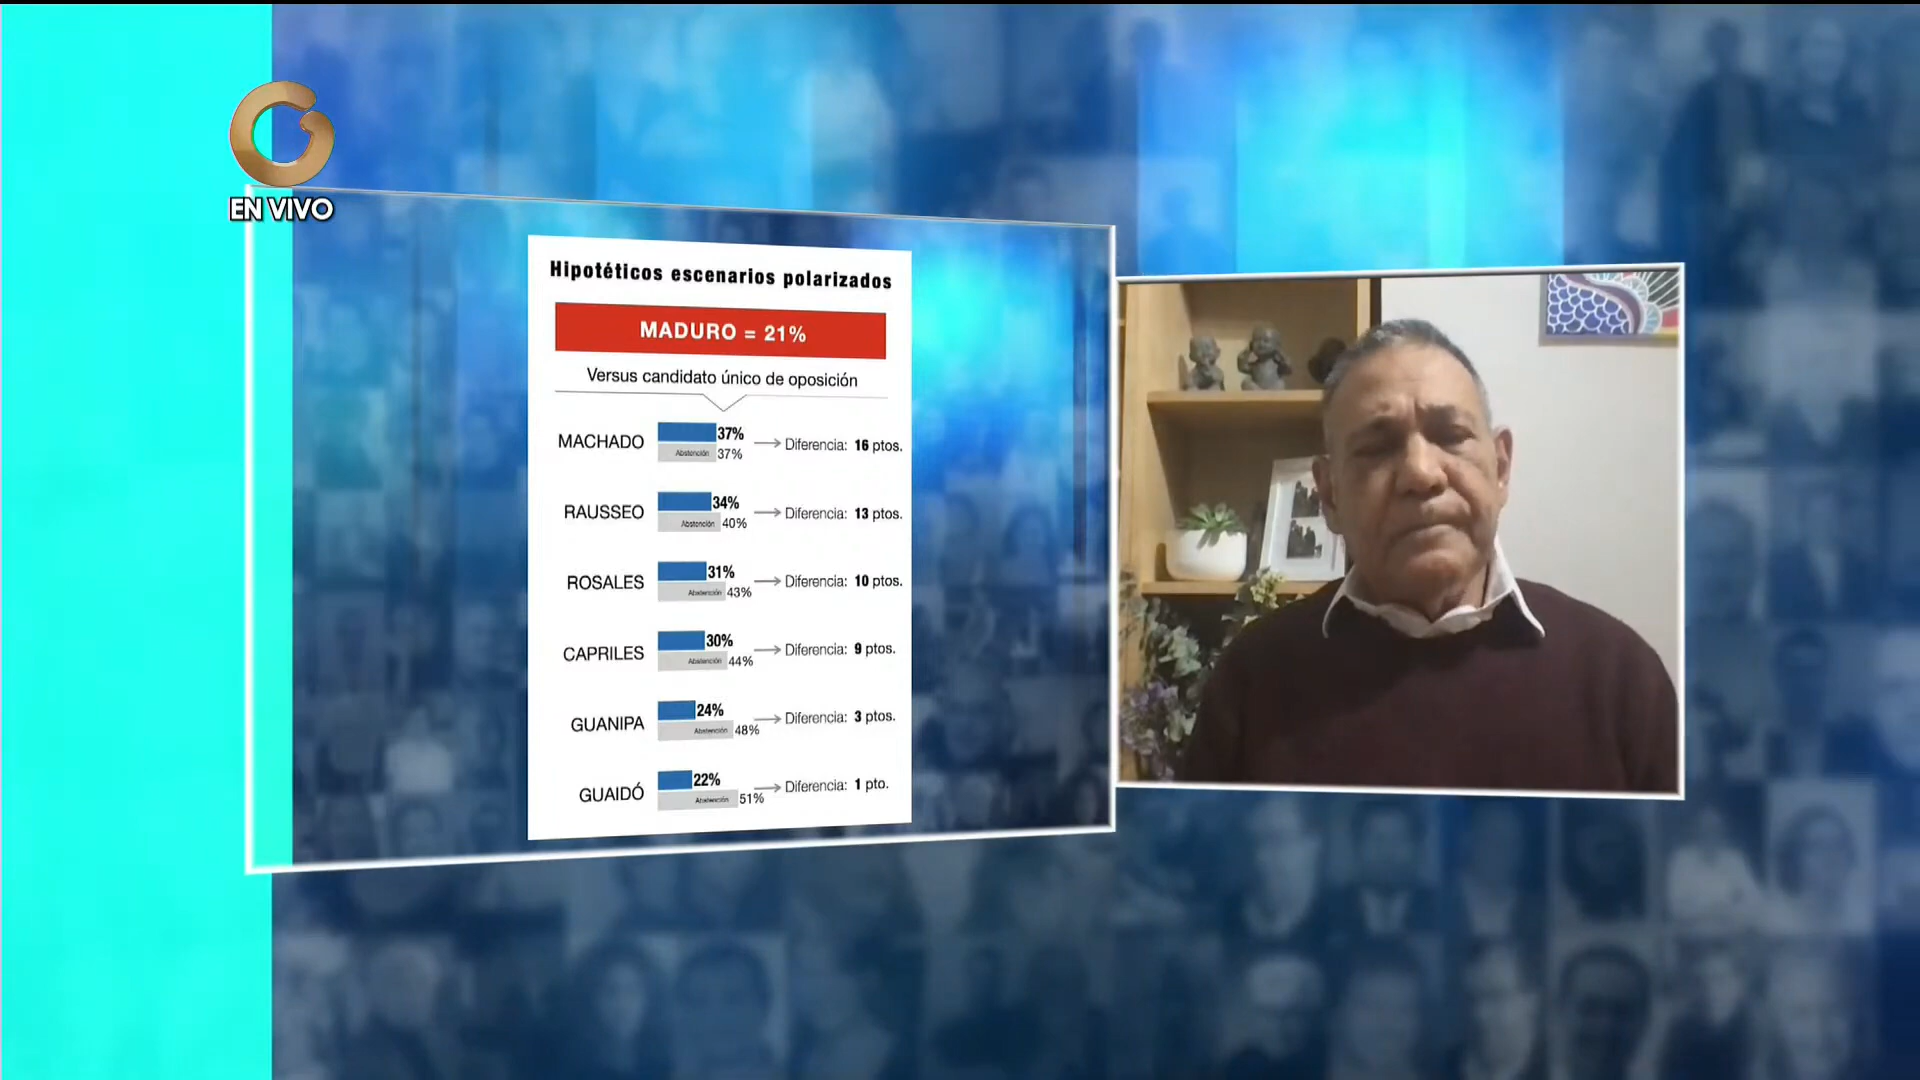 EN VIVO
Hipotéticos escenarios polarizados
MADURO = 21%
Versus candidato único de oposición
MACHADO 37% Diferencia: 16 ptos.
Abstención 37%
RAUSSEO 34% Diferencia: 13 ptos.
Abstención 40%
ROSALES 31% Diferencia: 10 ptos.
Abstención 43%
CAPRILES 30% Diferencia: 9 ptos.
Abstención 44%
GUANIPA 24% Diferencia: 3 ptos.
Abstención 48%
GUAIDÓ 22% Diferencia: 1 pto.
Abstención 51%